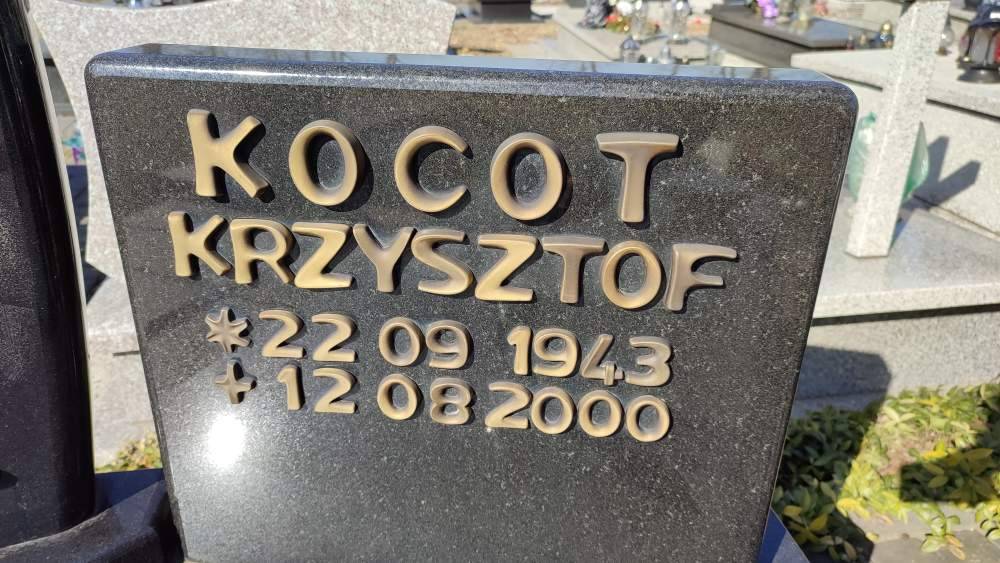 KOCOT
KRZYSZTOF
* 22 09 1943
+ 12 08 2000